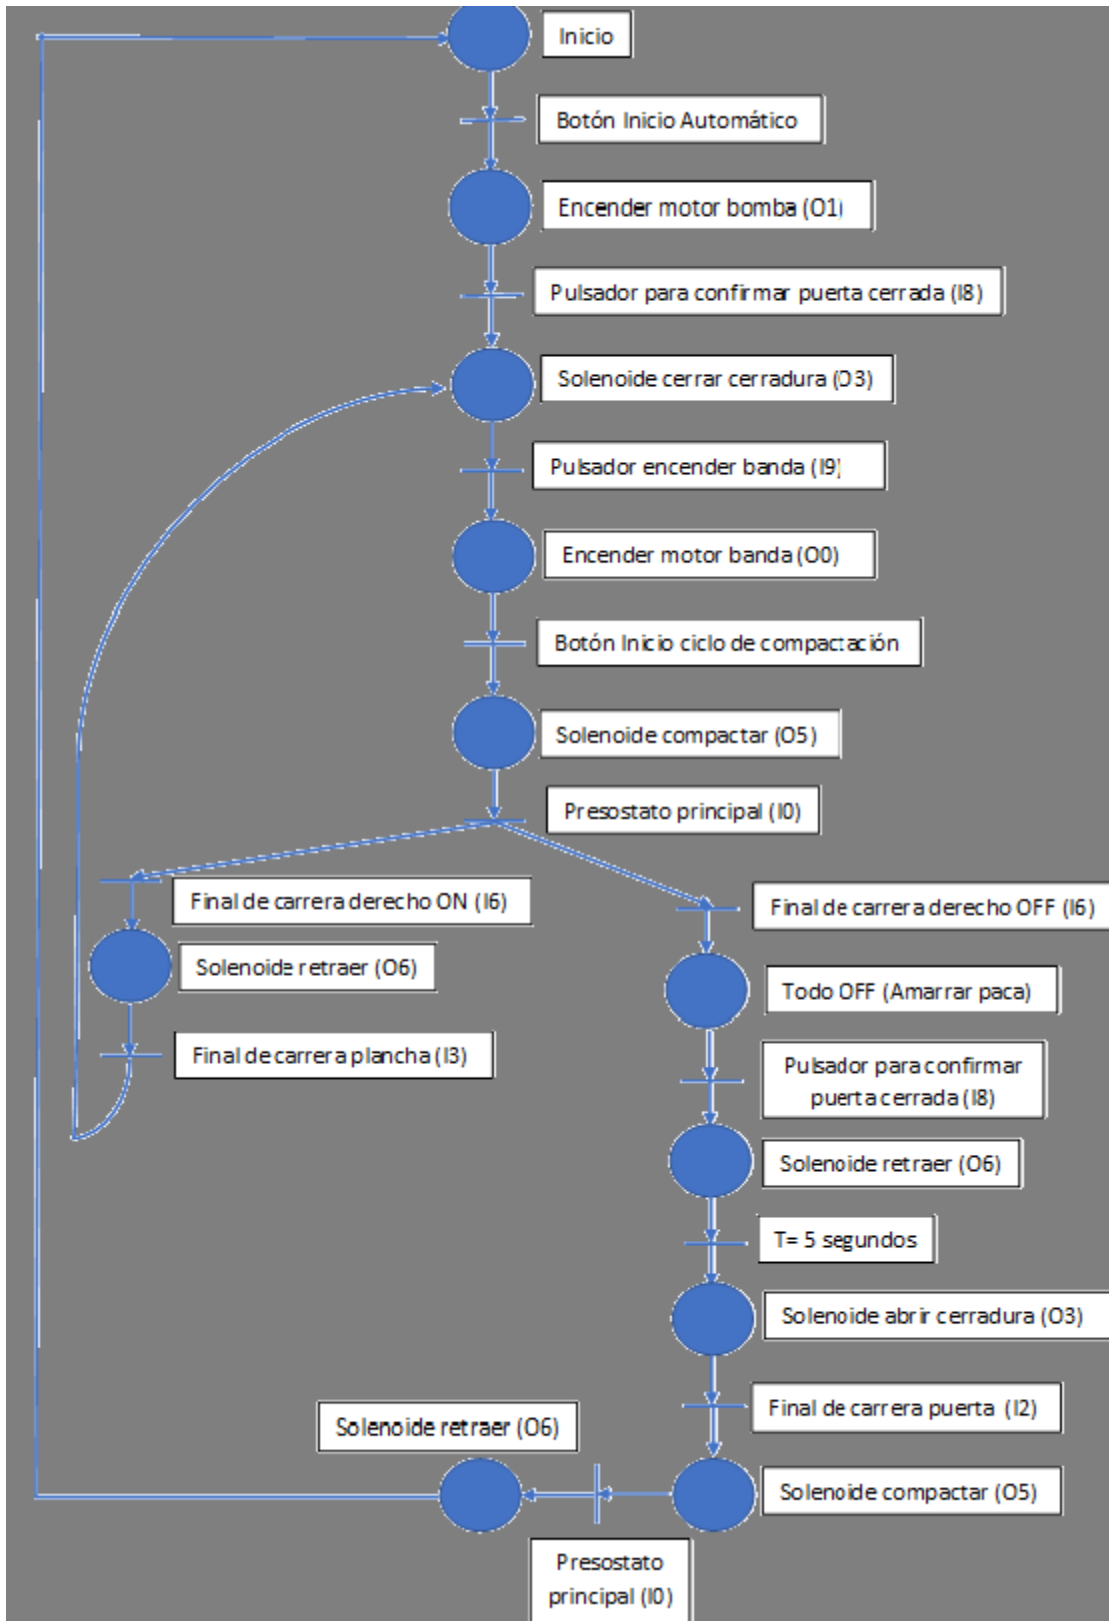 Inicio
Botón Inicio Automático
Encender motor bomba (O1)
Pulsador para confirmar puerta cerrada (I8)
Solenoide cerrar cerradura (O3)
Pulsador encender banda (I9)
Encender motor banda (O0)
Botón Inicio ciclo de compactación
Solenoide compactar (O5)
Presostato principal (I0)
Final de carrera derecho ON (I6)
Solenoide retraer (O6)
Final de carrera plancha (I3)
Final de carrera derecho OFF (I6)
Todo OFF (Amarrar paca)
Pulsador para confirmar
puerta cerrada (I8)
Solenoide retraer (O6)
T= 5 segundos
Solenoide abrir cerradura (O3)
Final de carrera puerta (I2)
Solenoide compactar (O5)
Presostato
principal (I0)
Solenoide retraer (O6)